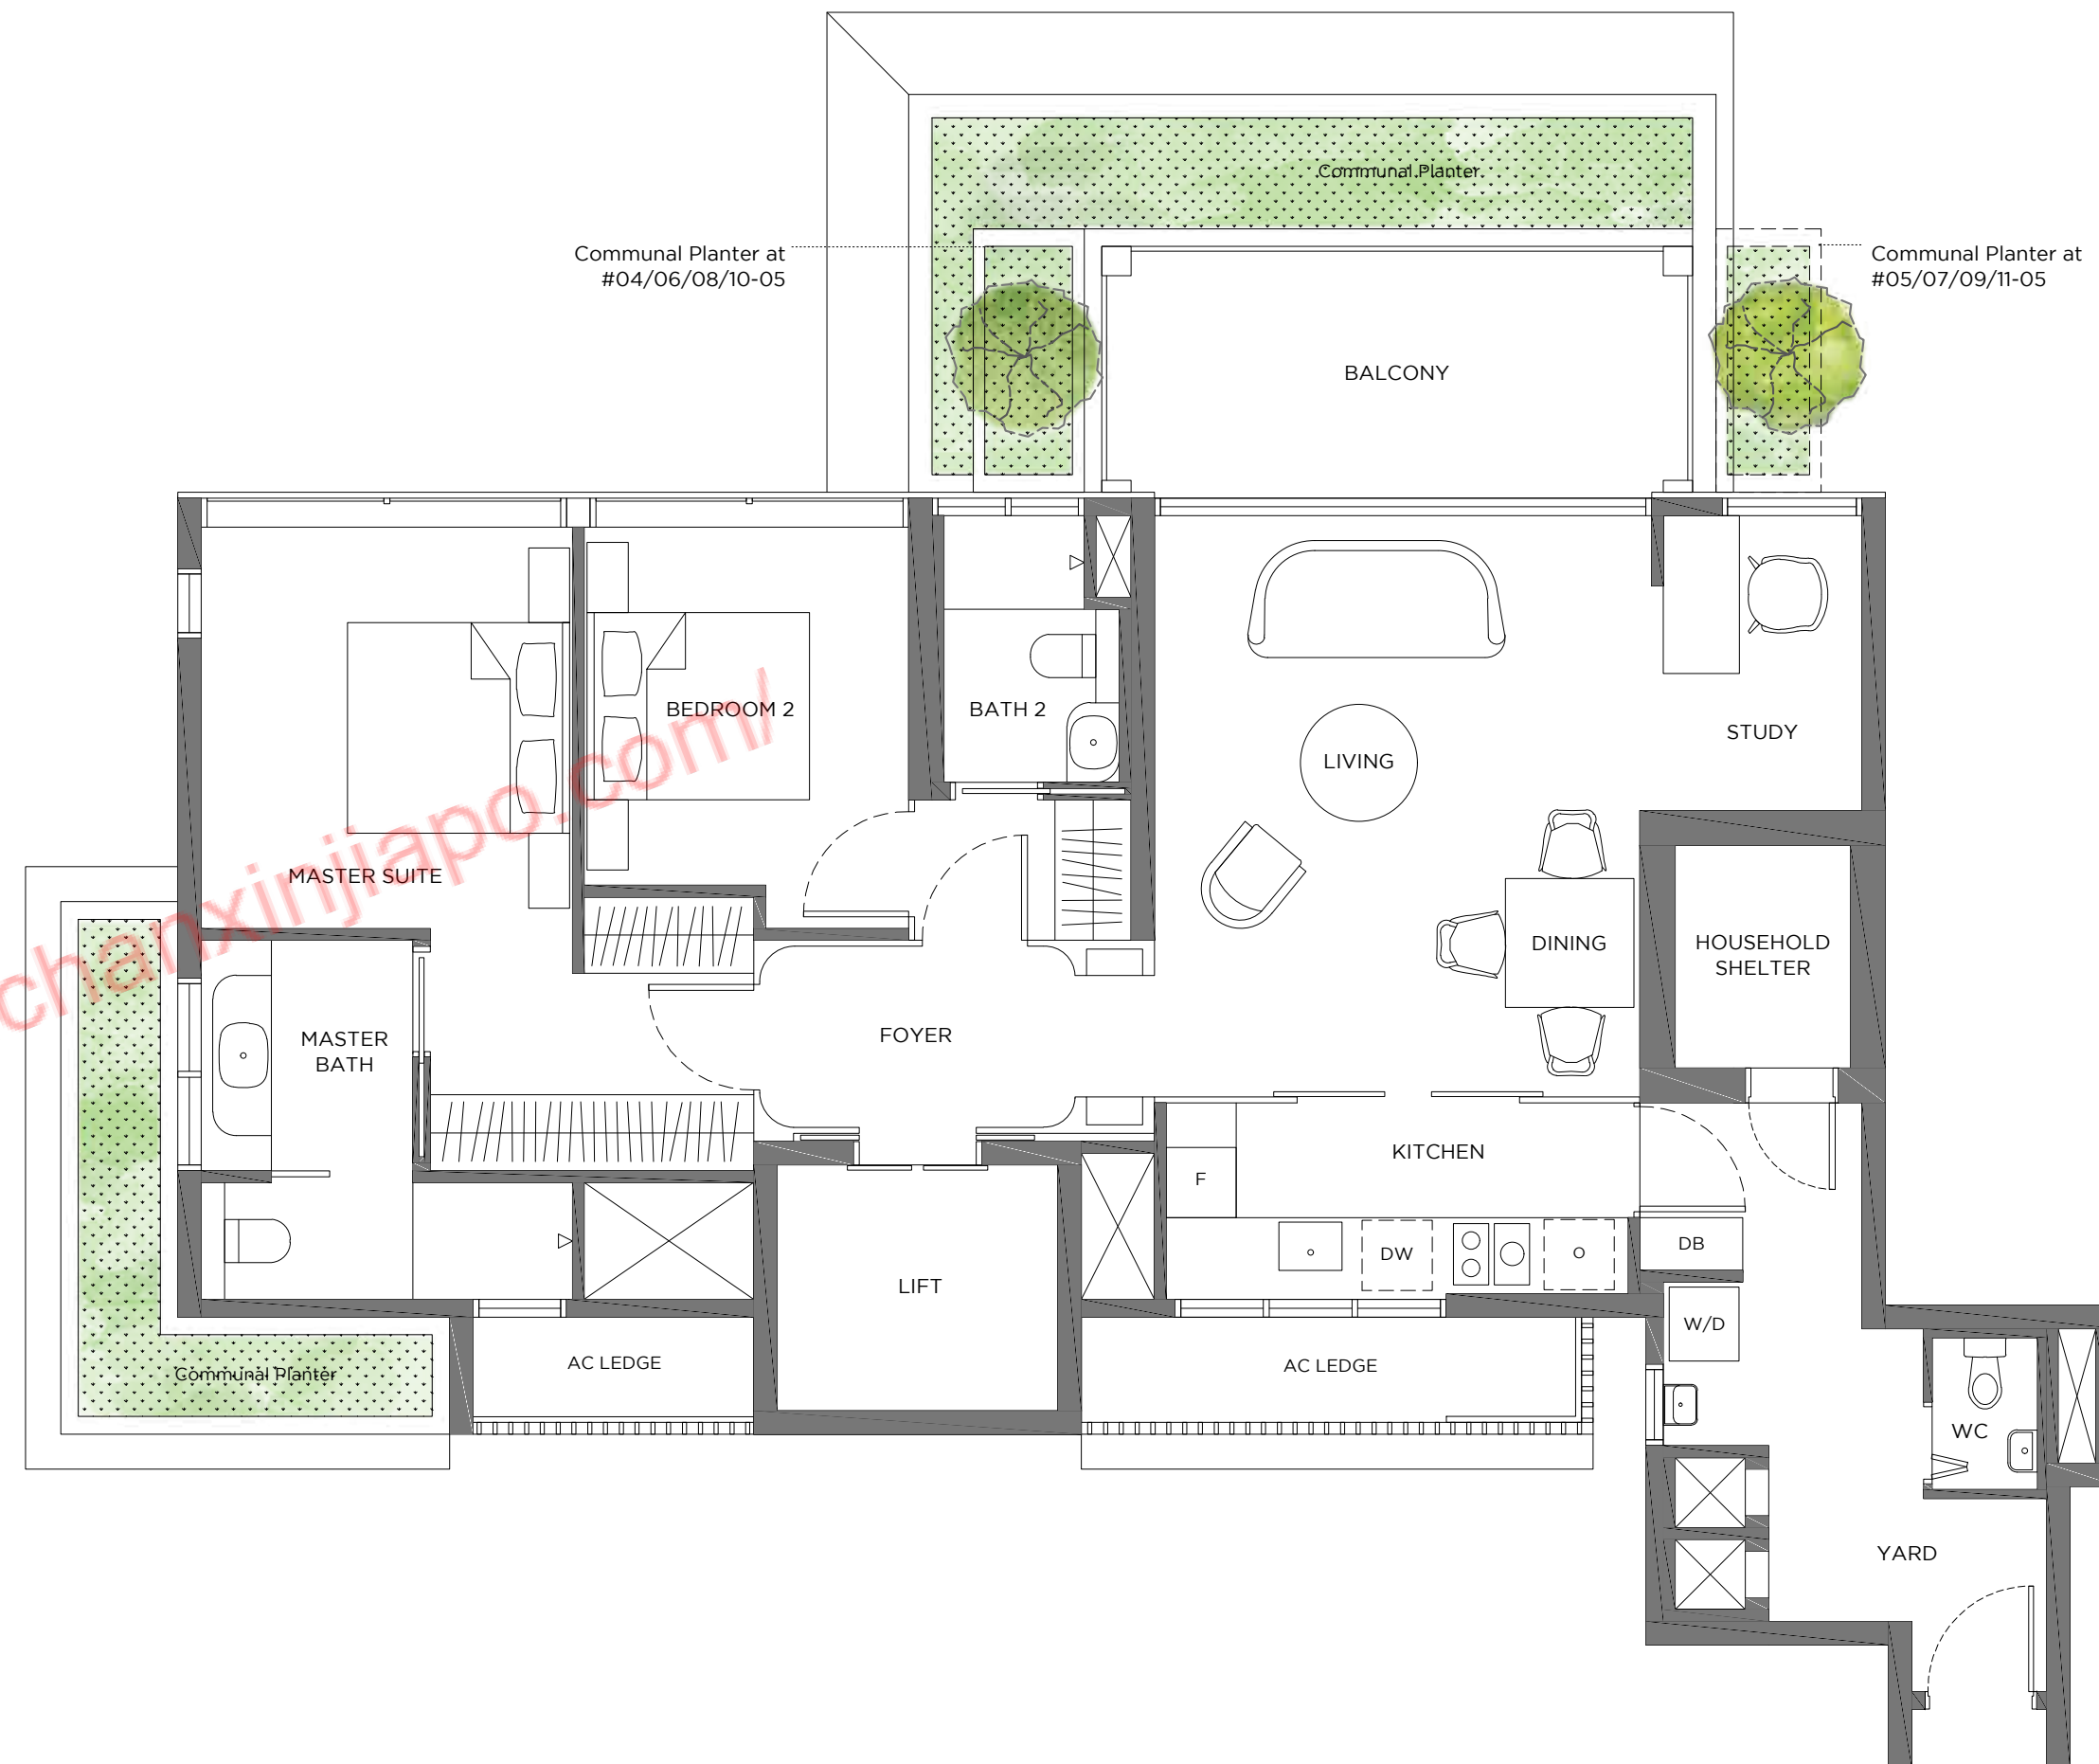 Communal Planter
Communal Planter at
#04/06/08/10-05
Communal Planter at
#05/07/09/11-05
BALCONY
BEDROOM 2
BATH 2
STUDY
LIVING
MASTER SUITE
DINING
HOUSEHOLD
SHELTER
chanxinjiapo.com/
FOYER
MASTER
BATH
KITCHEN
F
DW
DB
LIFT
W/D
AC LEDGE
AC LEDGE
Communal Planter
WC
YARD